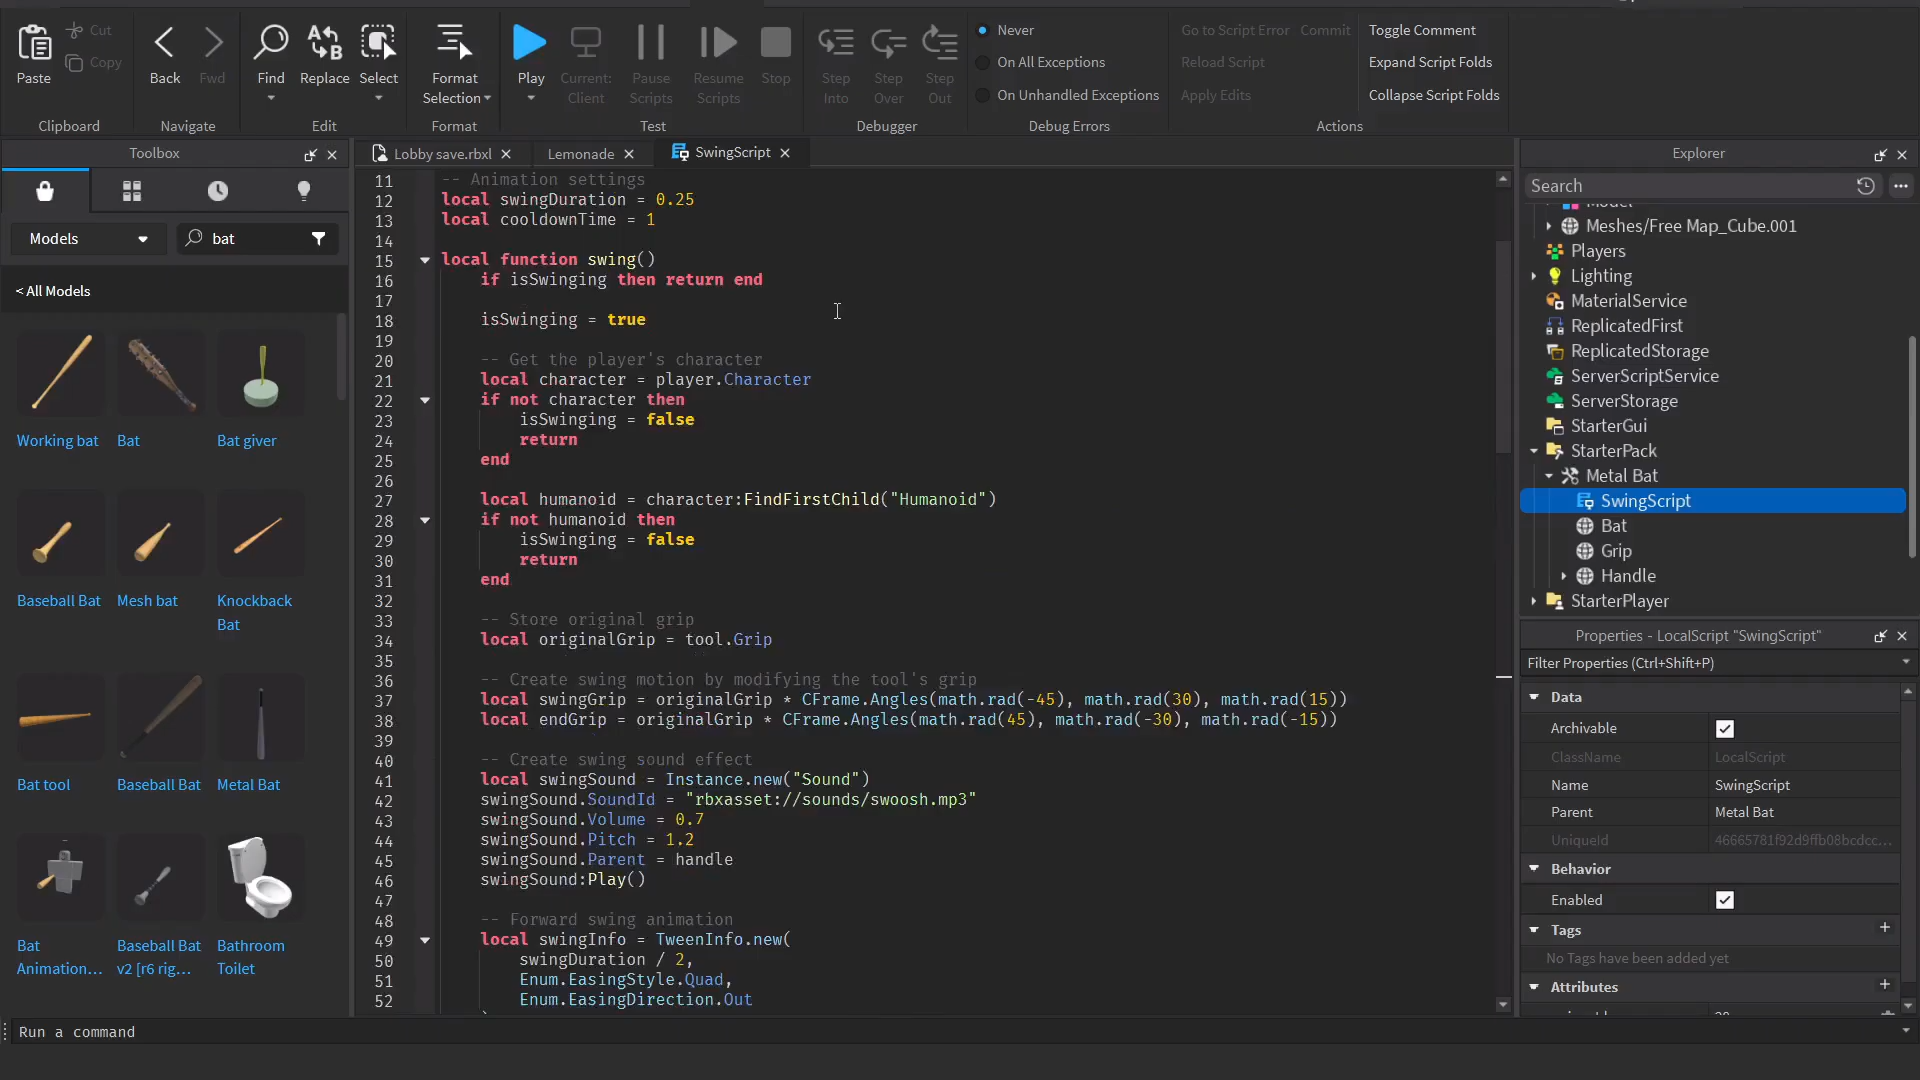 Paste
Cut
Copy
Clipboard
Back
Fwd
Navigate
Find
Replace
Select
Edit
Format
Selection
Format
Play
Current:
Client
Pause
Scripts
Resume
Scripts
Stop
Test
Step
Into
Step
Over
Step
Out
Debugger
Never
On All Exceptions
On Unhandled Exceptions
Debug Errors
Go to Script Error
Commit
Reload Script
Apply Edits
Toggle Comment
Expand Script Folds
Collapse Script Folds
Actions
Toolbox
Models
bat
< All Models
Working bat
Bat
Bat giver
Baseball Bat
Mesh bat
Knockback
Bat
Bat tool
Baseball Bat
Metal Bat
Bat
Animation...
Baseball Bat
v2 [r6 rig...
Bathroom
Toilet
Lobby save.rbxl
Lemonade
SwingScript
11 -- Animation settings
12 local swingDuration = 0.25
13 local cooldownTime = 1
14
15 local function swing()
16 if isSwinging then return end
17
18 isSwinging = true
19
20 -- Get the player's character
21 local character = player.Character
22 if not character then
23 isSwinging = false
24 return
25 end
26
27 local humanoid = character:FindFirstChild("Humanoid")
28 if not humanoid then
29 isSwinging = false
30 return
31 end
32
33 -- Store original grip
34 local originalGrip = tool.Grip
35
36 -- Create swing motion by modifying the tool's grip
37 local swingGrip = originalGrip * CFrame.Angles(math.rad(-45), math.rad(30), math.rad(15))
38 local endGrip = originalGrip * CFrame.Angles(math.rad(45), math.rad(-30), math.rad(-15))
39
40 -- Create swing sound effect
41 local swingSound = Instance.new("Sound")
42 swingSound.SoundId = "rbxasset://sounds/swoosh.mp3"
43 swingSound.Volume = 0.7
44 swingSound.Pitch = 1.2
45 swingSound.Parent = handle
46 swingSound:Play()
47
48 -- Forward swing animation
49 local swingInfo = TweenInfo.new(
50 swingDuration / 2,
51 Enum.EasingStyle.Quad,
52 Enum.EasingDirection.Out
Explorer
Search
Model
Meshes/Free Map_Cube.001
Players
Lighting
MaterialService
ReplicatedFirst
ReplicatedStorage
ServerScriptService
ServerStorage
StarterGui
StarterPack
Metal Bat
SwingScript
Bat
Grip
Handle
StarterPlayer
Properties - LocalScript "SwingScript"
Filter Properties (Ctrl+Shift+P)
Data
Archivable
ClassName LocalScript
Name SwingScript
Parent Metal Bat
UniqueId 46665781f92d9ffb08bcdcc...
Behavior
Enabled
Tags
No Tags have been added yet
Attributes
Run a command